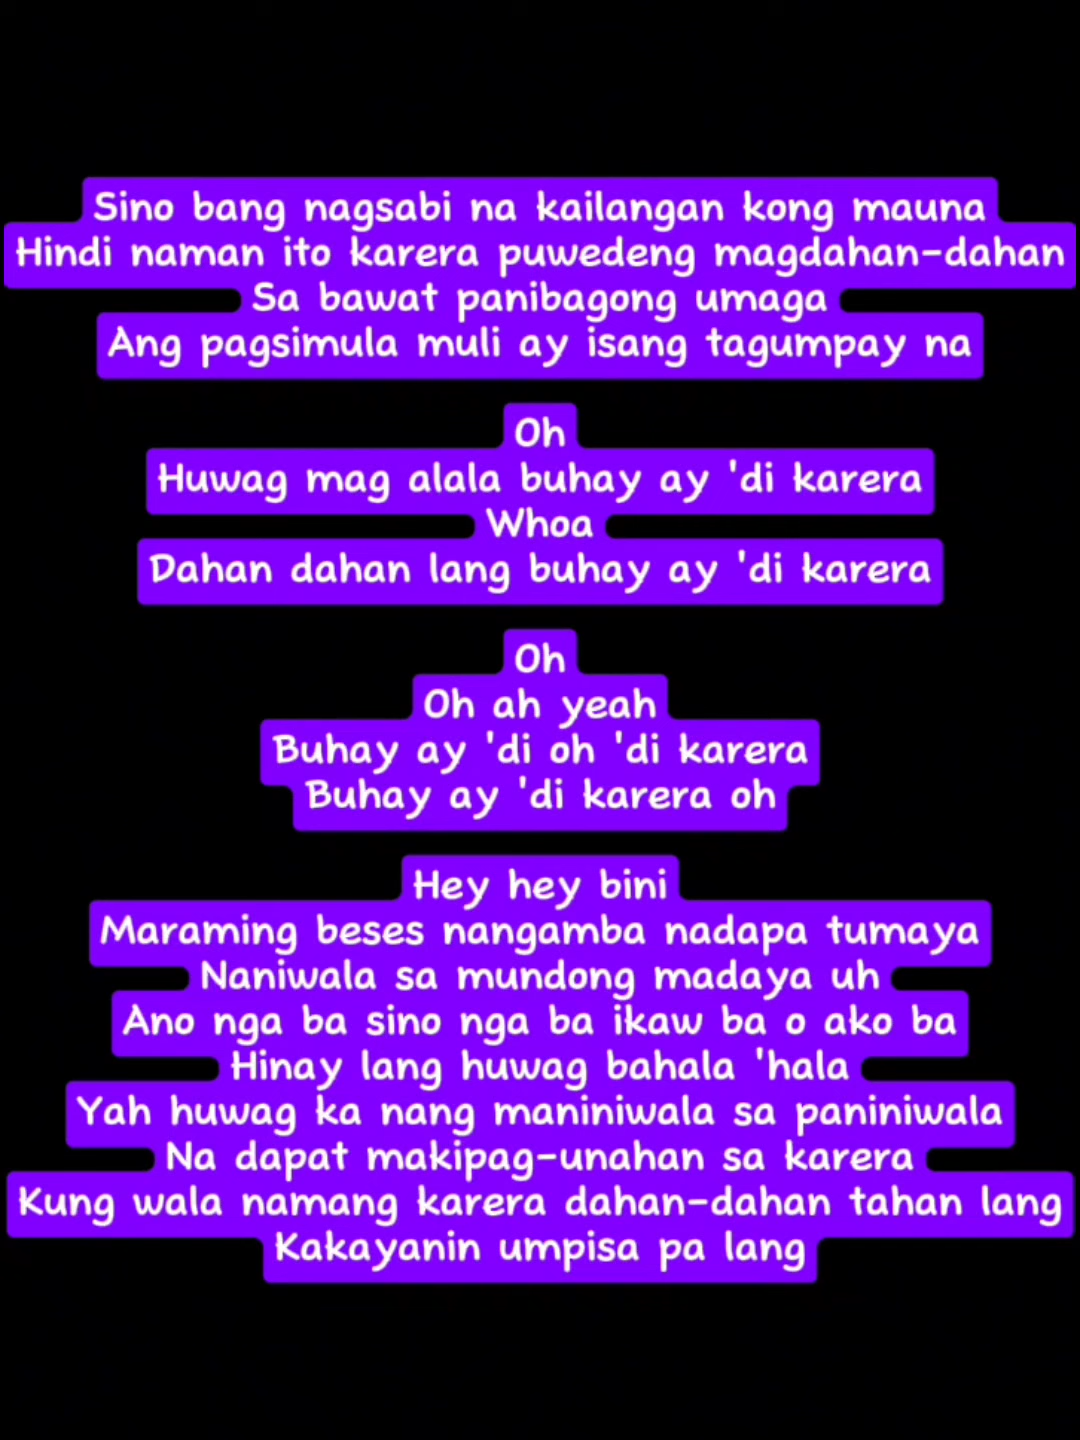 Sino bang nagsabi na kailangan kong mauna
Hindi naman ito karera puwedeng magdahan-dahan
Sa bawat panibagong umaga
Ang pagsimula muli ay isang tagumpay na
Oh
Huwag mag alala buhay ay 'di karera
Whoa
Dahan dahan lang buhay ay 'di karera
Oh
Oh ah yeah
Buhay ay 'di oh 'di karera
Buhay ay 'di karera oh
Hey hey bini
Maraming beses nangamba nadapa tumaya
Naniwala sa mundong madaya uh
Ano nga ba sino nga ba ikaw ba o ako ba
Hinay lang huwag bahala 'hala
Yah huwag ka nang maniniwala sa paniniwala
Na dapat makipag-unahan sa karera
Kung wala namang karera dahan-dahan tahan lang
Kakayanin umpisa pa lang